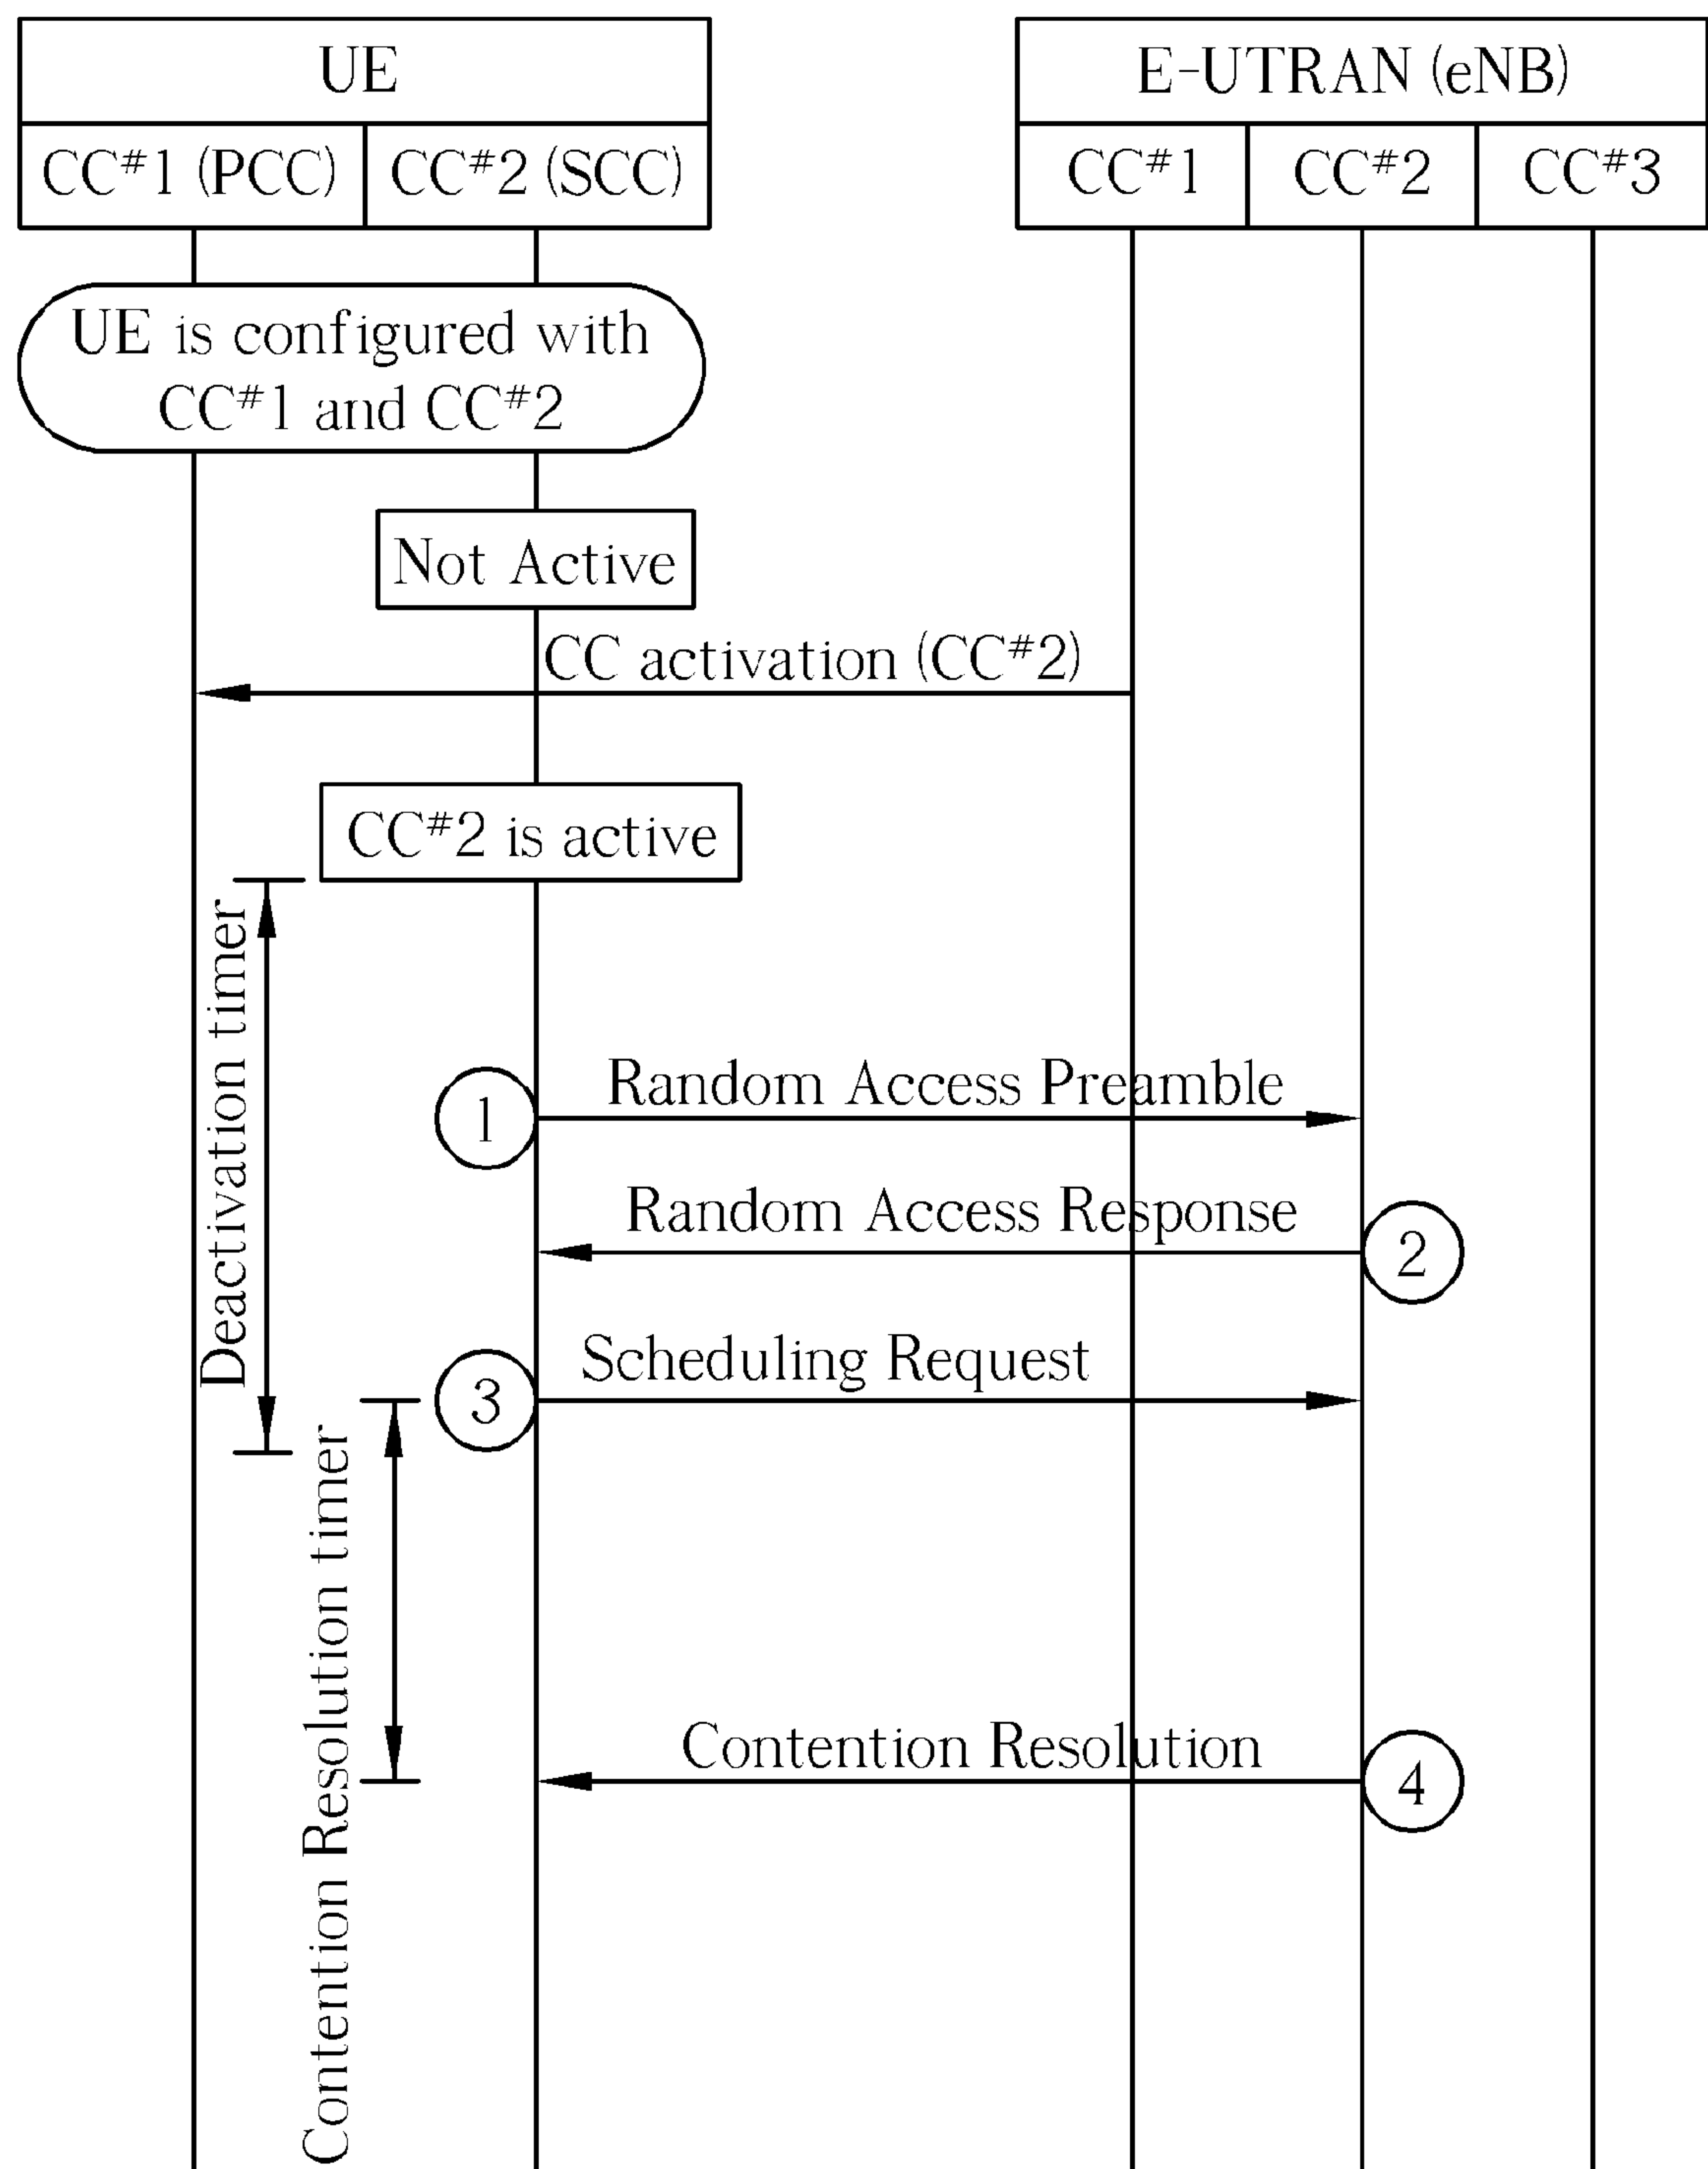 UE
E-UTRAN (eNB)
CC#1 (PCC)
CC#2 (SCC)
CC#1
CC#2
CC#3
UE is configured with
CC#1 and CC#2
Not Active
CC activation (CC#2)
CC#2 is active
Deactivation timer
1
Random Access Preamble
Random Access Response
2
Scheduling Request
3
Contention Resolution timer
Contention Resolution
4